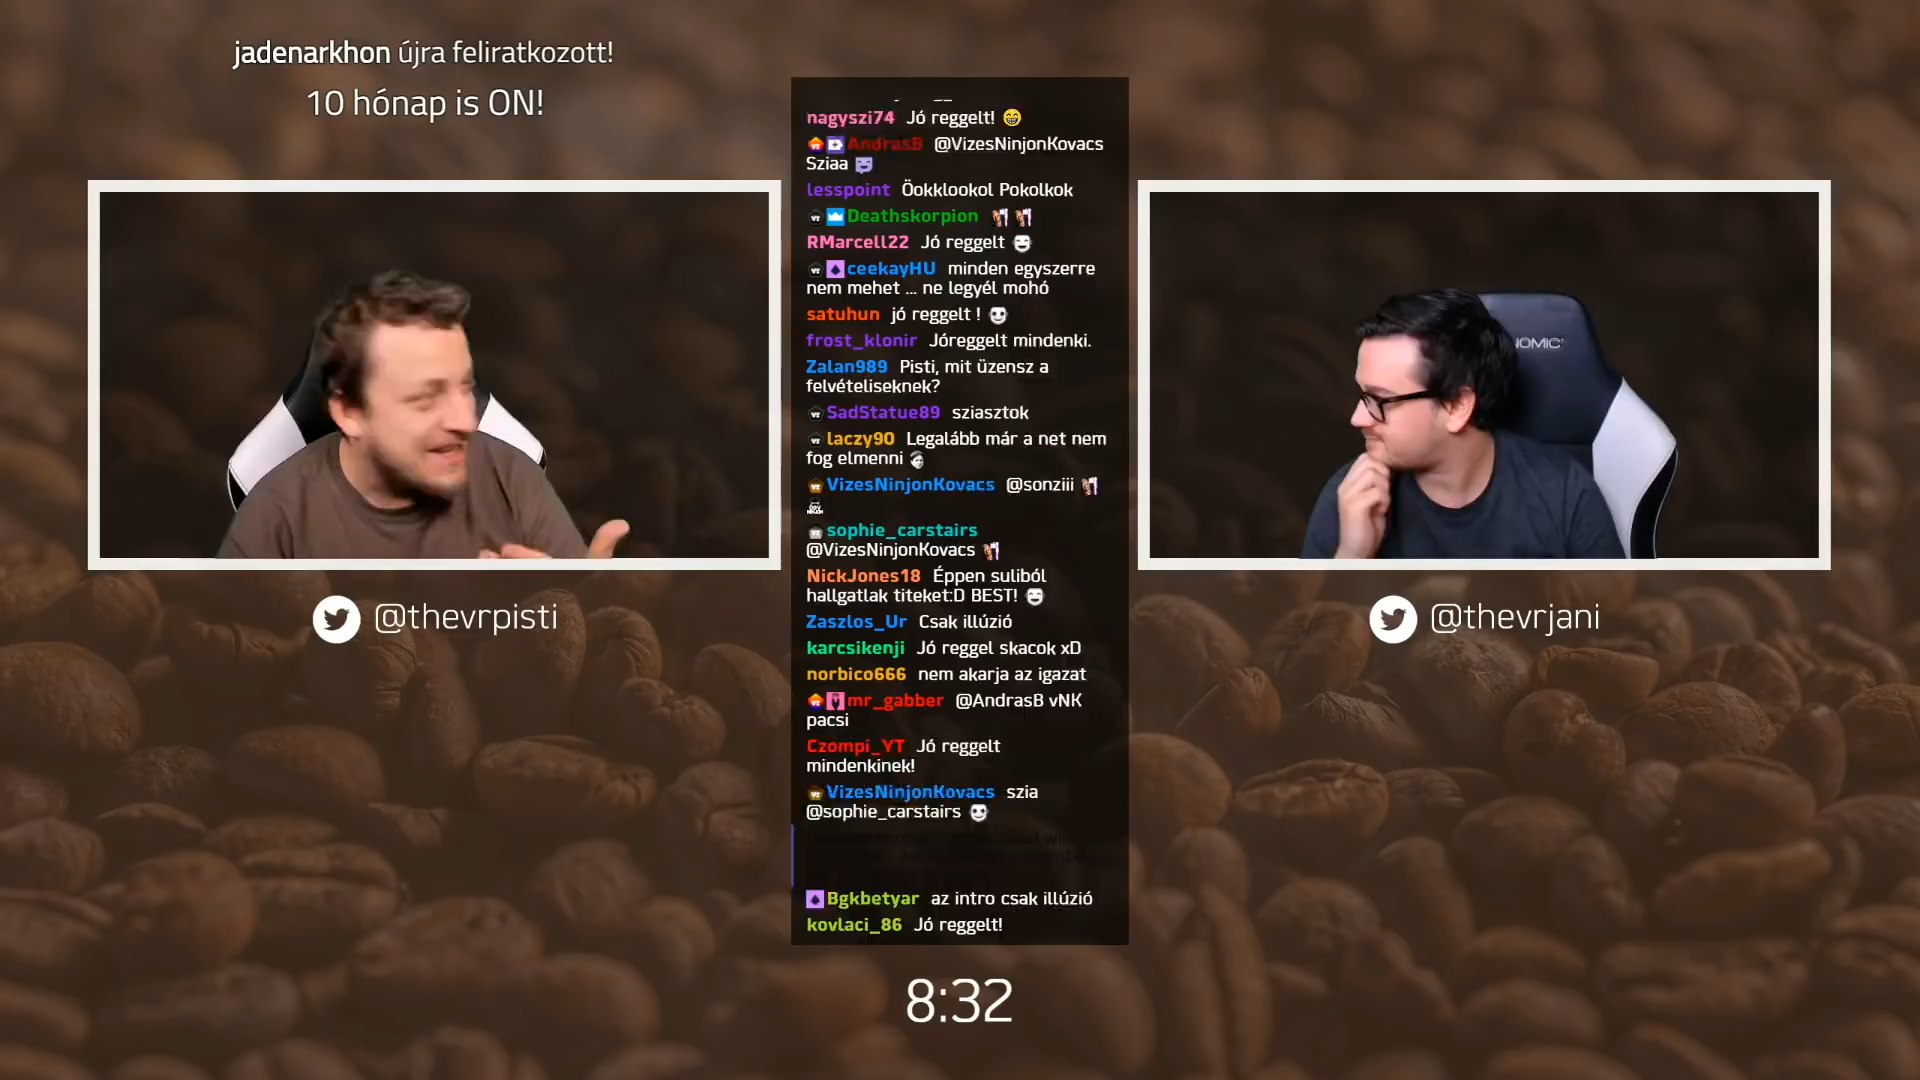 jadenarkhon újra feliratkozott!
10 hónap is ON!
nagyszi74 Jó reggelt!
AndrasB @VizesNinjonKovacs
Sziaa
lesspoint Öokklookol Pokolkok
Deathskorpion
RMarcell22 Jó reggelt
ceekayHU minden egyszerre
nem mehet ... ne legyél mohó
satuhun jó reggelt !
frost_klonir Jóreggelt mindenki.
Zalan989 Pisti, mit üzensz a
felvételiseknek?
SadStatue89 sziasztok
laczy90 Legalább már a net nem
fog elmenni
VizesNinjonKovacs @sonziii
sophie_carstairs
@VizesNinjonKovacs
NickJones18 Éppen suliból
hallgatlak titeket:D BEST!
Zaszlos_Ur Csak illúzió
karcsikenji Jó reggel skacok xD
norbico666 nem akarja az igazat
mr_gabber @AndrasB vNK
pacsi
Czompi_YT Jó reggelt
mindenkinek!
VizesNinjonKovacs szia
@sophie_carstairs
Bgkbetyar az intro csak illúzió
kovlaci_86 Jó reggelt!
8:32
@thevrpisti
NOMIC
@thevrjani